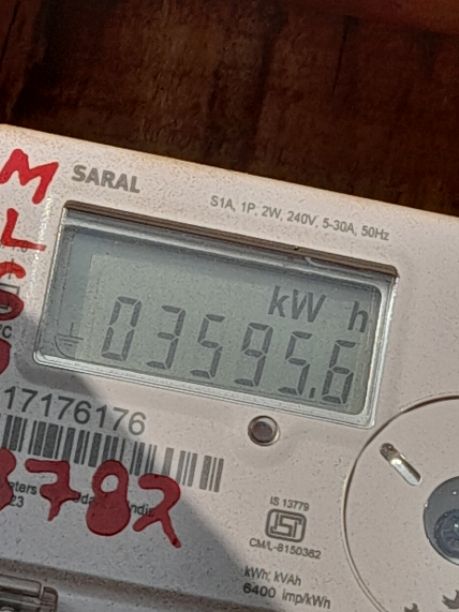 SARAL
S1A, 1P, 2W, 240V, 5-30A, 50Hz
M
L
kW h
03595.6
17176176
3782
IS 13779
ISI
CM/L-8150362
kWh; kVAh
6400 imp/kWh